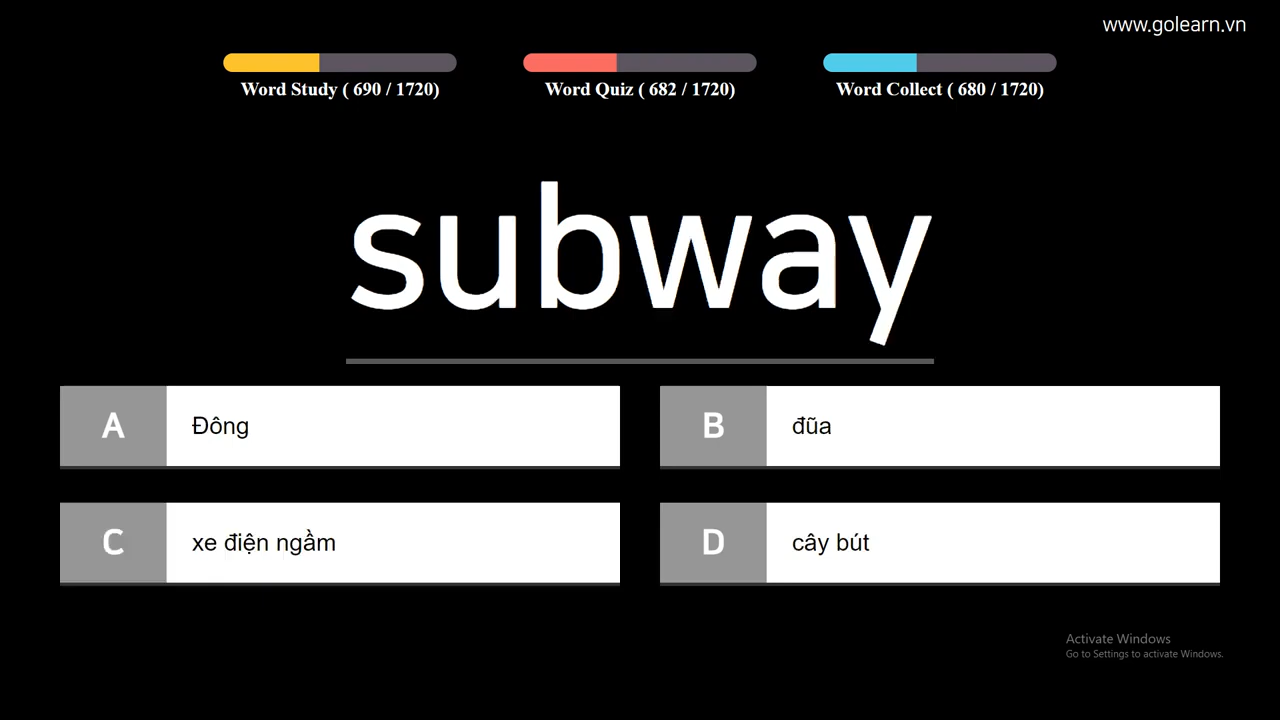 www.golearn.vn
Word Study ( 690 / 1720)
Word Quiz ( 682 / 1720)
Word Collect ( 680 / 1720)
subway
A Đông
B đũa
C xe điện ngầm
D cây bút
Activate Windows
Go to Settings to activate Windows.